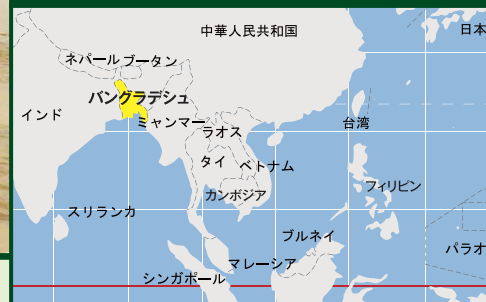 日本
中華人民共和国
ネパール ブータン
バングラデシュ
インド
ミャンマー
台湾
ラオス
タイ
ベトナム
フィリピン
カンボジア
スリランカ
ブルネイ
パラオ
マレーシア
シンガポール